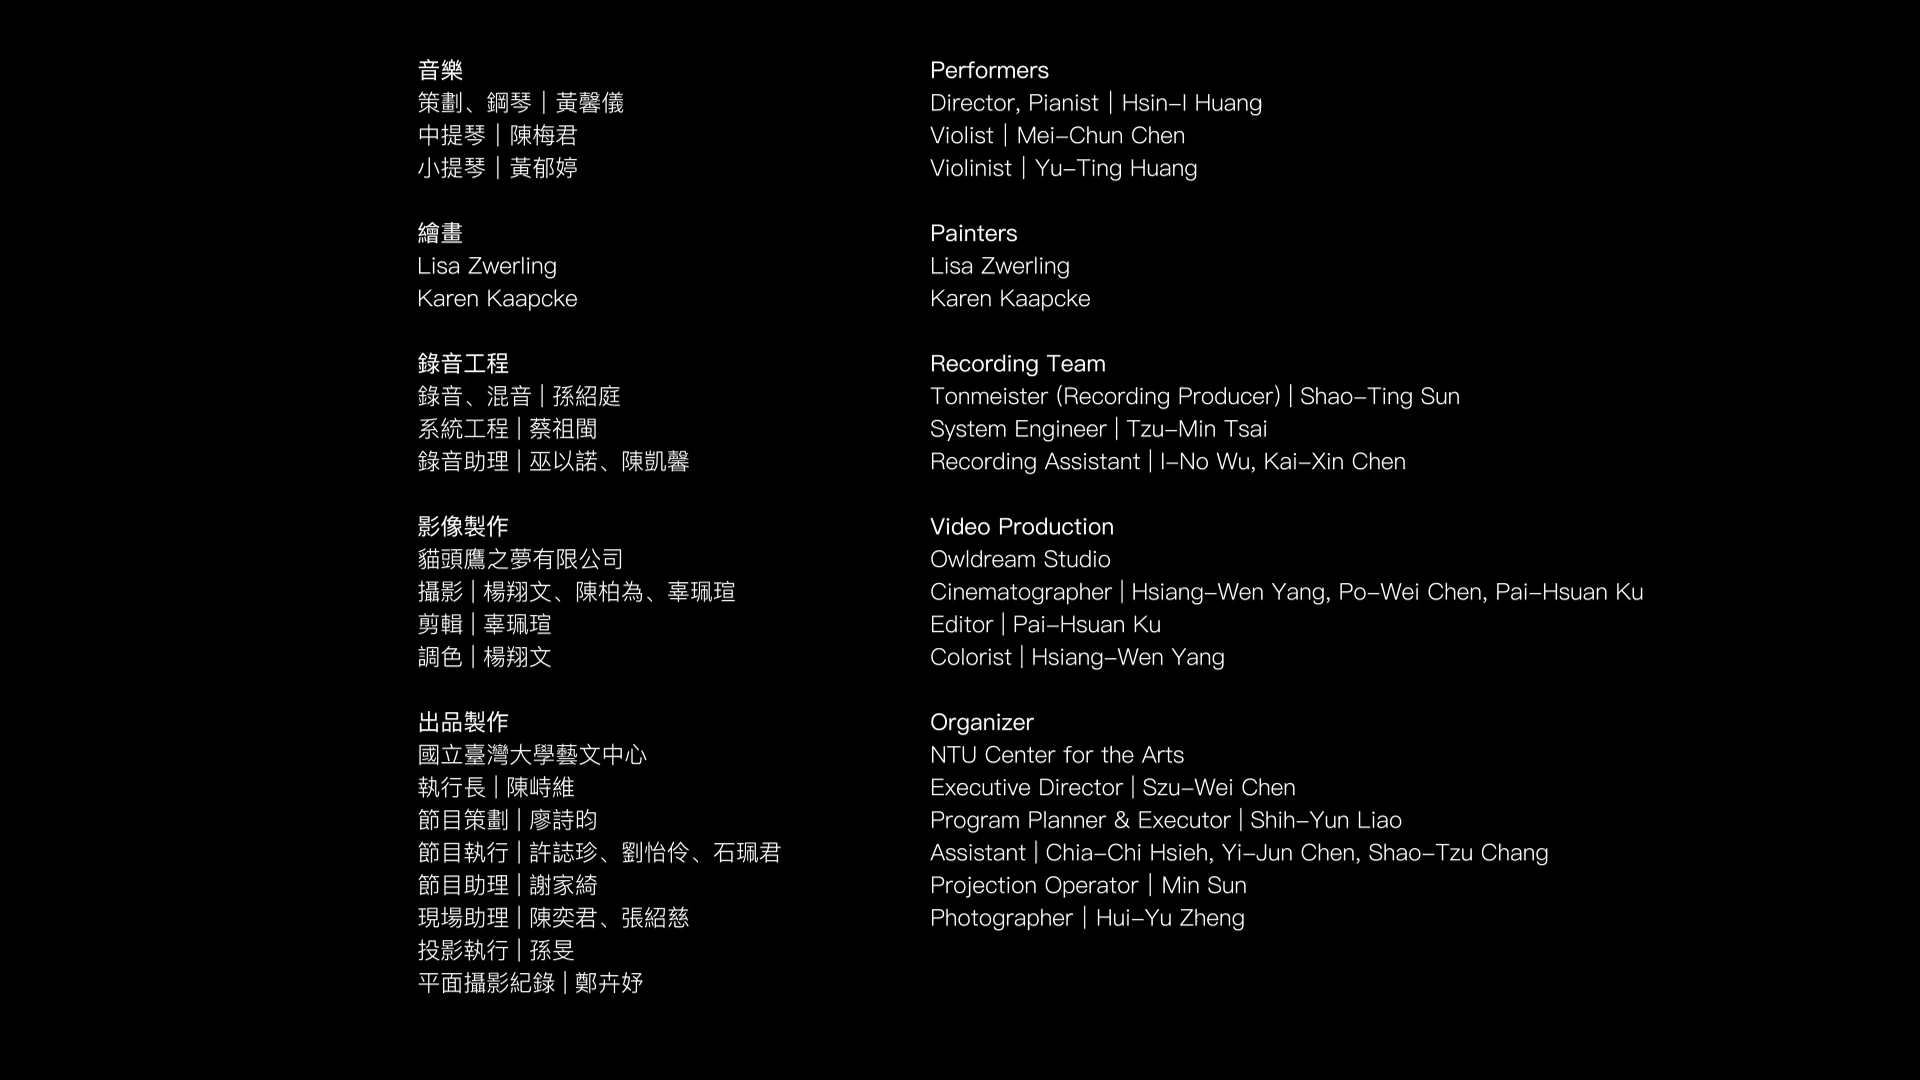 音樂
策劃、鋼琴｜黃馨儀
中提琴｜陳梅君
小提琴｜黃郁婷
繪畫
Lisa Zwerling
Karen Kaapcke
錄音工程
錄音、混音 | 孫紹庭
系統工程 | 蔡祖閩
錄音助理 | 巫以諾、陳凱馨
影像製作
貓頭鷹之夢有限公司
攝影 | 楊翔文、陳柏為、辜珮瑄
剪輯 | 辜珮瑄
調色 | 楊翔文
出品製作
國立臺灣大學藝文中心
執行長 | 陳峙維
節目策劃 | 廖詩昀
節目執行 | 許誌珍、劉怡伶、石珮君
節目助理 | 謝家綺
現場助理 | 陳奕君、張紹慈
投影執行 | 孫旻
平面攝影紀錄 | 鄭卉妤
Performers
Director, Pianist｜Hsin-I Huang
Violist｜Mei-Chun Chen
Violinist｜Yu-Ting Huang
Painters
Lisa Zwerling
Karen Kaapcke
Recording Team
Tonmeister (Recording Producer) | Shao-Ting Sun
System Engineer | Tzu-Min Tsai
Recording Assistant | I-No Wu, Kai-Xin Chen
Video Production
Owldream Studio
Cinematographer | Hsiang-Wen Yang, Po-Wei Chen, Pai-Hsuan Ku
Editor | Pai-Hsuan Ku
Colorist | Hsiang-Wen Yang
Organizer
NTU Center for the Arts
Executive Director | Szu-Wei Chen
Program Planner & Executor | Shih-Yun Liao
Assistant | Chia-Chi Hsieh, Yi-Jun Chen, Shao-Tzu Chang
Projection Operator｜Min Sun
Photographer｜Hui-Yu Zheng